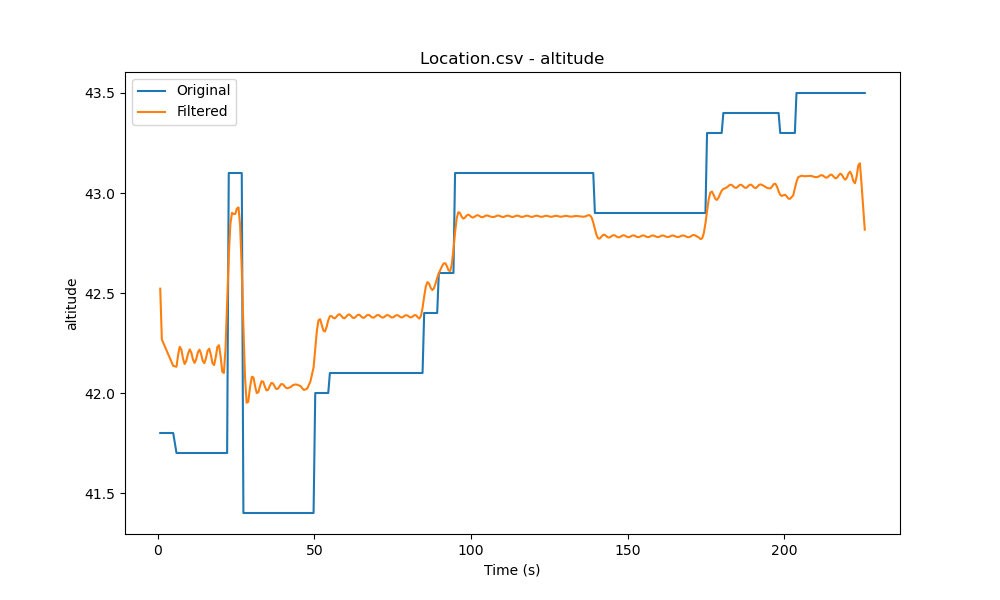 Location.csv - altitude
Original
Filtered
43.5
43.0
42.5
42.0
41.5
altitude
0 50 100 150 200
Time (s)